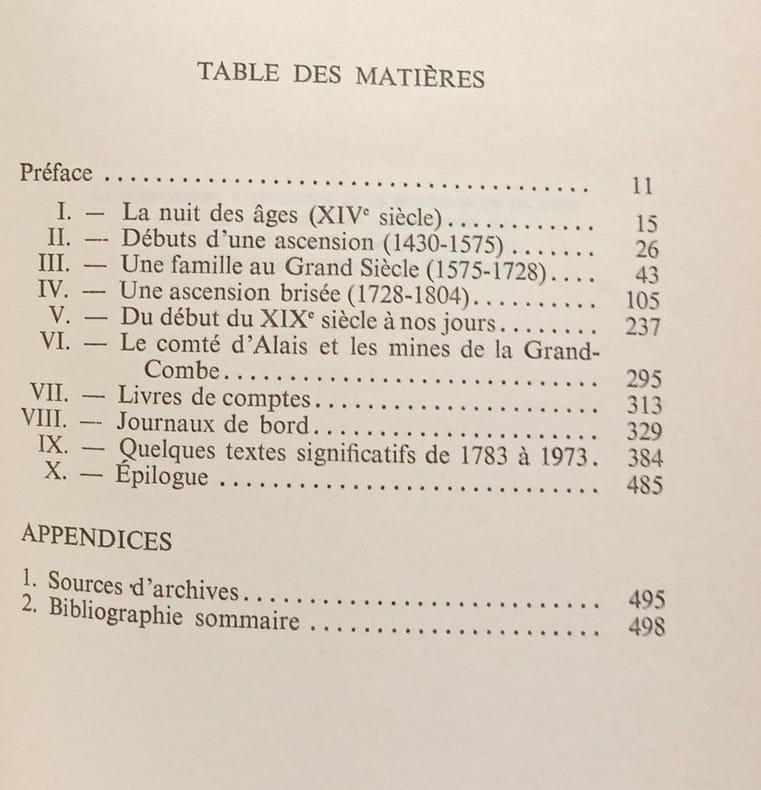 TABLE DES MATIÈRES
Préface ........................................ 11
I. — La nuit des âges (XIVe siècle)............ 15
II. — Débuts d'une ascension (1430-1575) ....... 26
III. — Une famille au Grand Siècle (1575-1728).... 43
IV. — Une ascension brisée (1728-1804).......... 105
V. — Du début du XIXe siècle à nos jours........ 237
VI. — Le comté d'Alais et les mines de la Grand-
Combe.............................. 295
VII. — Livres de comptes...................... 313
VIII. — Journaux de bord...................... 329
IX. — Quelques textes significatifs de 1783 à 1973. 384
X. — Épilogue .............................. 485
APPENDICES
1. Sources d'archives............................ 495
2. Bibliographie sommaire ....................... 498